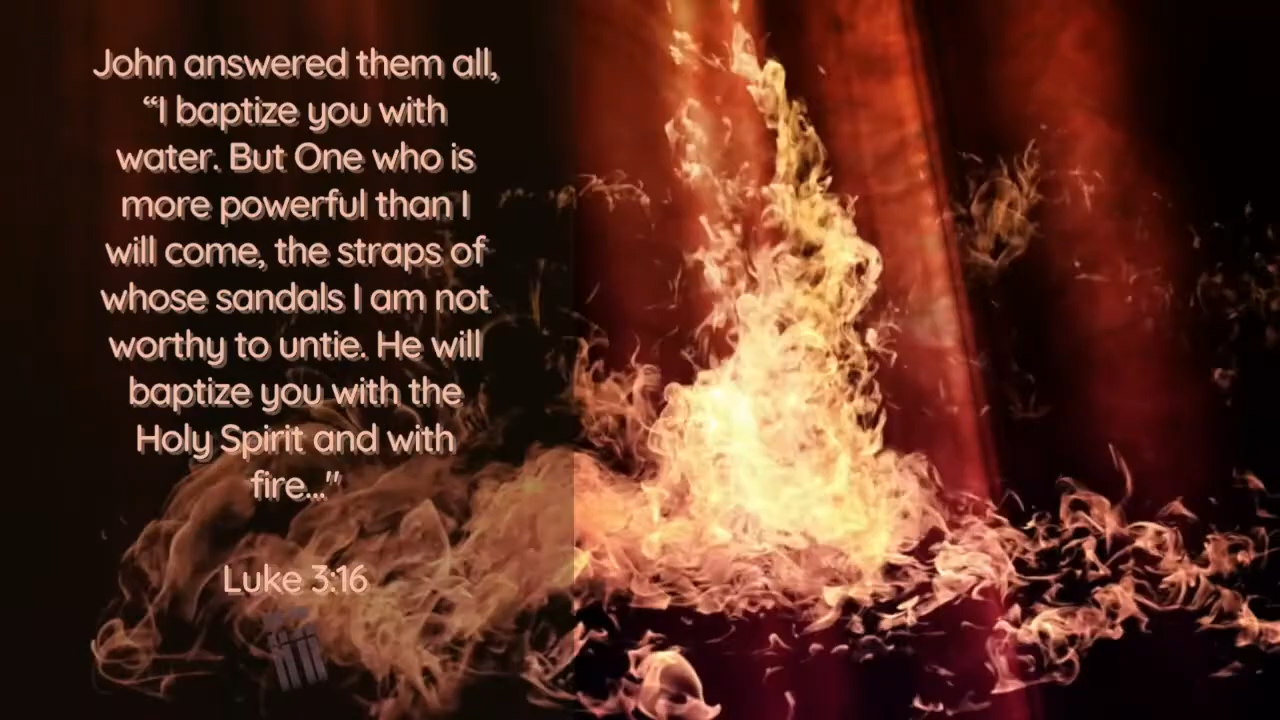 John answered them all,
“I baptize you with
water. But One who is
more powerful than I
will come, the straps of
whose sandals I am not
worthy to untie. He will
baptize you with the
Holy Spirit and with
fire..."
Luke 3:16